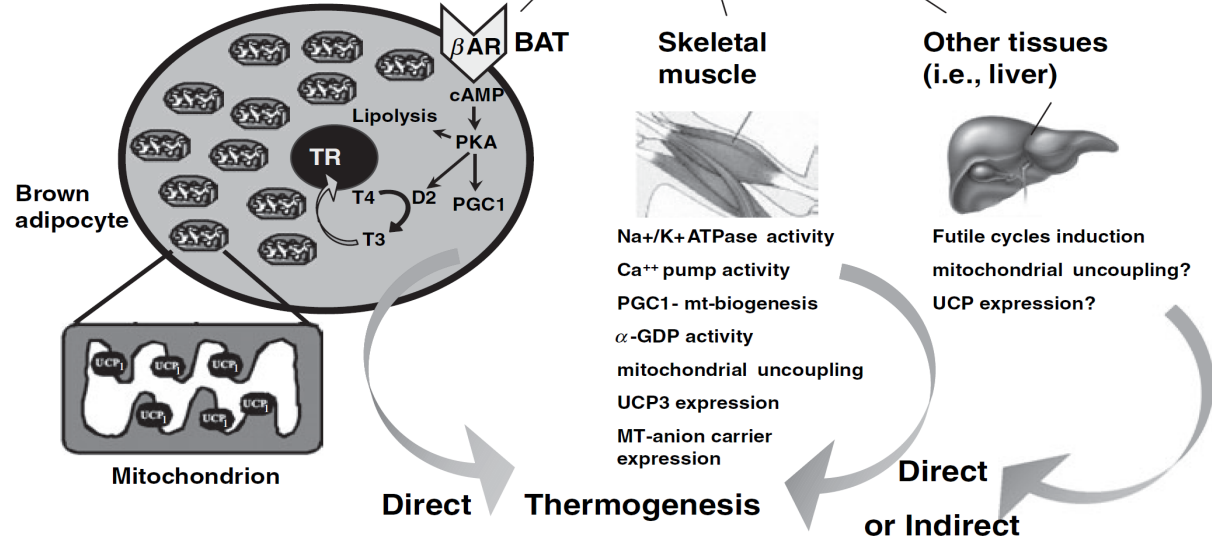 βAR
BAT
cAMP
Lipolysis
PKA
TR
T4
D2
PGC1
T3
Brown
adipocyte
UCP1
UCP1
UCP1
UCP1
UCP1
UCP1
Mitochondrion
Skeletal
muscle
Na+/K+ATPase activity
Ca++ pump activity
PGC1- mt-biogenesis
α-GDP activity
mitochondrial uncoupling
UCP3 expression
MT-anion carrier
expression
Other tissues
(i.e., liver)
Futile cycles induction
mitochondrial uncoupling?
UCP expression?
Direct
Thermogenesis
Direct
or Indirect